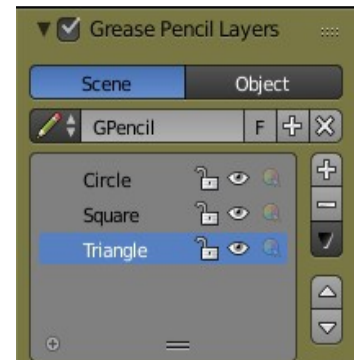 Grease Pencil Layers
Scene Object
GPencil F
Circle
Square
Triangle